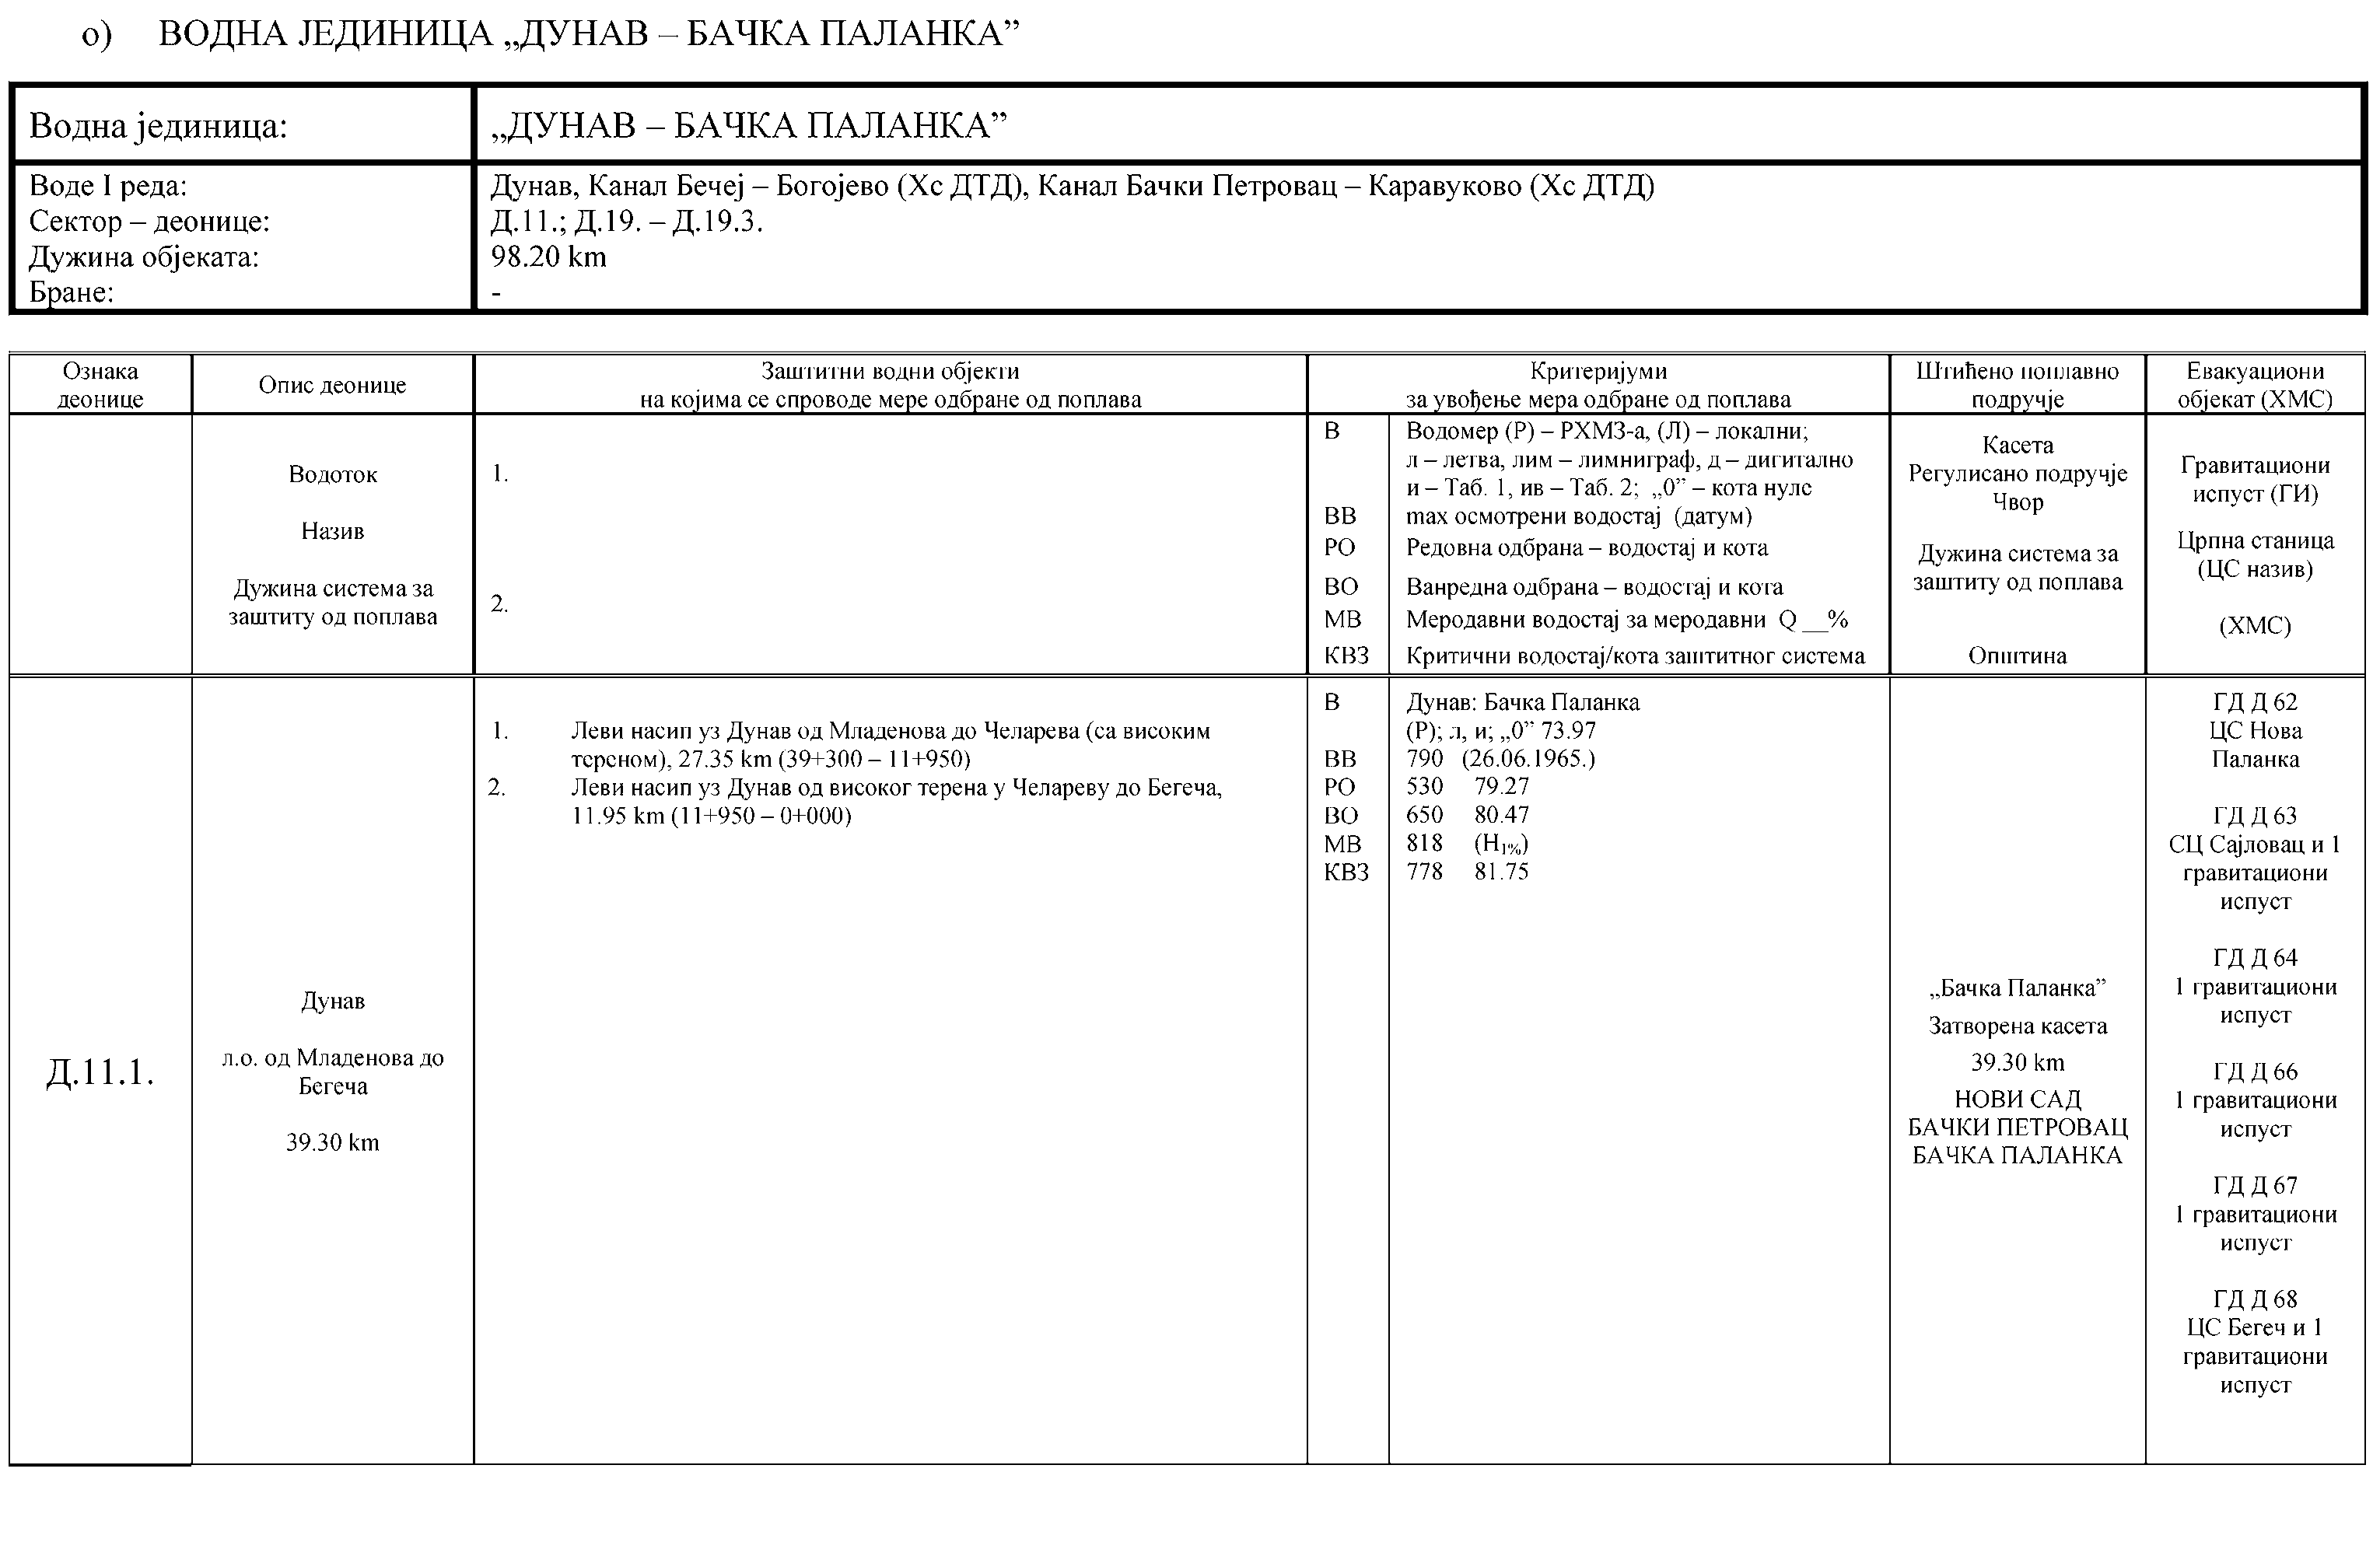 о) ВОДНА ЈЕДИНИЦА „ДУНАВ – БАЧКА ПАЛАНКА”
Водна јединица: „ДУНАВ – БАЧКА ПАЛАНКА”
Воде I реда: Дунав, Канал Бечеј – Богојево (Хс ДТД), Канал Бачки Петровац – Каравуково (Хс ДТД)
Сектор – деонице: Д.11.; Д.19. – Д.19.3.
Дужина објеката: 98.20 km
Бране: -
Ознака
деонице
Опис деонице
Заштитни водни објекти
на којима се спроводе мере одбране од поплава
Критеријуми
за увођење мера одбране од поплава
Штићено поплавно
подручје
Евакуациони
објекат (ХМС)
Водоток
Назив
Дужина система за
заштиту од поплава
1.
2.
В Водомер (Р) – РХМЗ-а, (Л) – локални;
л – летва, лим – лимниграф, д – дигитално
и – Таб. 1, ив – Таб. 2; „0” – кота нуле
ВВ max осмотрени водостај (датум)
РО Редовна одбрана – водостај и кота
ВО Ванредна одбрана – водостај и кота
МВ Меродавни водостај за меродавни Q __%
КВЗ Критични водостај/кота заштитног система
Касета
Регулисано подручје
Чвор
Дужина система за
заштиту од поплава
Општина
Гравитациони
испуст (ГИ)
Црпна станица
(ЦС назив)
(ХМС)
Д.11.1.
Дунав
л.о. од Младенова до
Бегеча
39.30 km
1. Леви насип уз Дунав од Младенова до Челарева (са високим
тереном), 27.35 km (39+300 – 11+950)
2. Леви насип уз Дунав од високог терена у Челареву до Бегеча,
11.95 km (11+950 – 0+000)
В Дунав: Бачка Паланка
(Р); л, и; „0” 73.97
ВВ 790 (26.06.1965.)
РО 530 79.27
ВО 650 80.47
МВ 818 (H1%)
КВЗ 778 81.75
„Бачка Паланка”
Затворена касета
39.30 km
НОВИ САД
БАЧКИ ПЕТРОВАЦ
БАЧКА ПАЛАНКА
ГД Д 62
ЦС Нова
Паланка
ГД Д 63
СЦ Сајловац и 1
гравитациони
испуст
ГД Д 64
1 гравитациони
испуст
ГД Д 66
1 гравитациони
испуст
ГД Д 67
1 гравитациони
испуст
ГД Д 68
ЦС Бегеч и 1
гравитациони
испуст